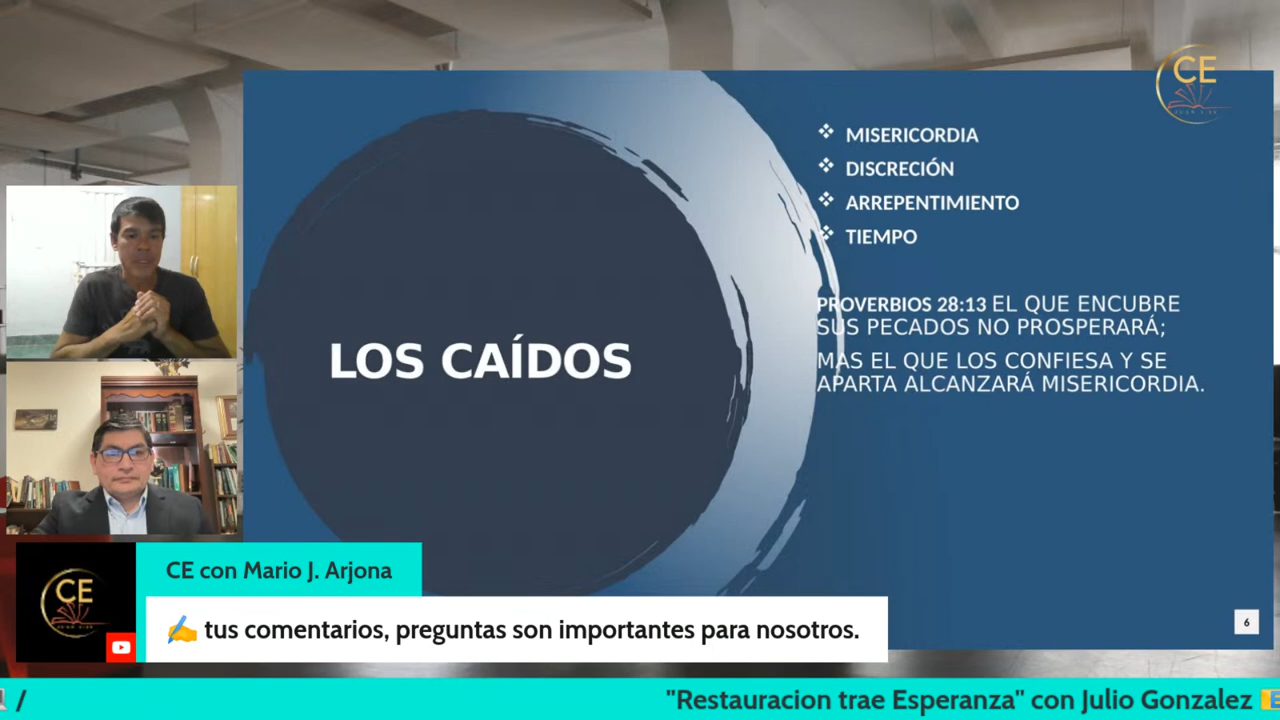 CE
MISERICORDIA
DISCRECIÓN
ARREPENTIMIENTO
TIEMPO
PROVERBIOS 28:13 EL QUE ENCUBRE
SUS PECADOS NO PROSPERARÁ;
MAS EL QUE LOS CONFIESA Y SE
APARTA ALCANZARÁ MISERICORDIA.
LOS CAÍDOS
CE
CE con Mario J. Arjona
✍️ tus comentarios, preguntas son importantes para nosotros.
6
/
"Restauracion trae Esperanza" con Julio Gonzalez